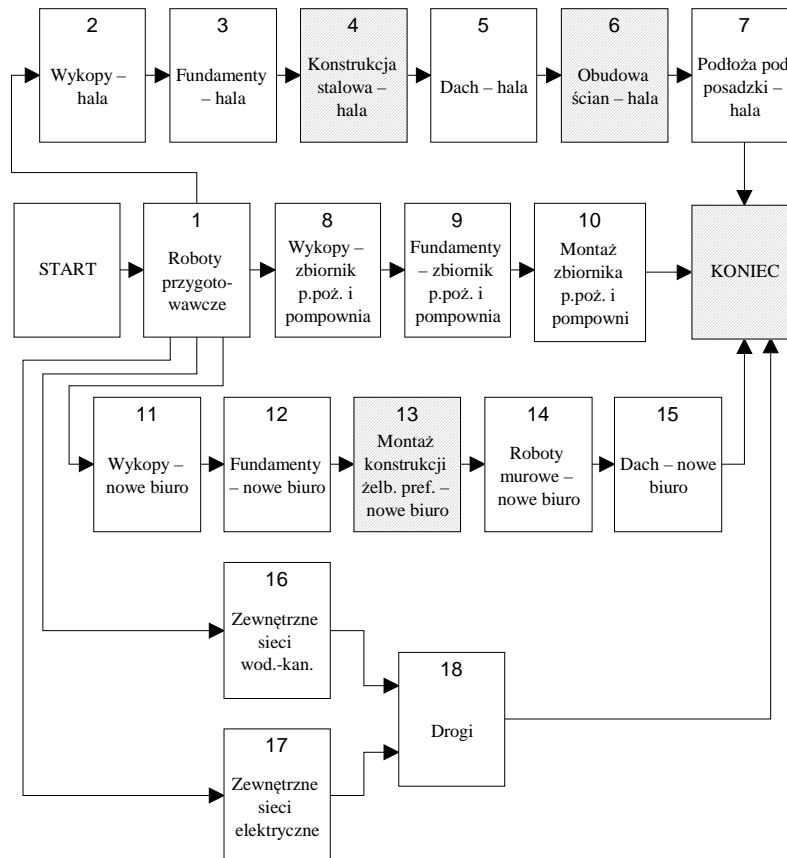 2
Wykopy –
hala
3
Fundamenty
– hala
4
Konstrukcja
stalowa –
hala
5
Dach – hala
6
Obudowa
ścian – hala
7
Podłoża pod
posadzki –
hala
START
1
Roboty
przygoto-
wawcze
8
Wykopy –
zbiornik
p.poż. i
pompownia
9
Fundamenty
– zbiornik
p.poż. i
pompownia
10
Montaż
zbiornika
p.poż. i
pompowni
KONIEC
11
Wykopy –
nowe biuro
12
Fundamenty
– nowe biuro
13
Montaż
konstrukcji
żelb. pref. –
nowe biuro
14
Roboty
murowe –
nowe biuro
15
Dach – nowe
biuro
16
Zewnętrzne
sieci
wod.-kan.
17
Zewnętrzne
sieci
elektryczne
18
Drogi